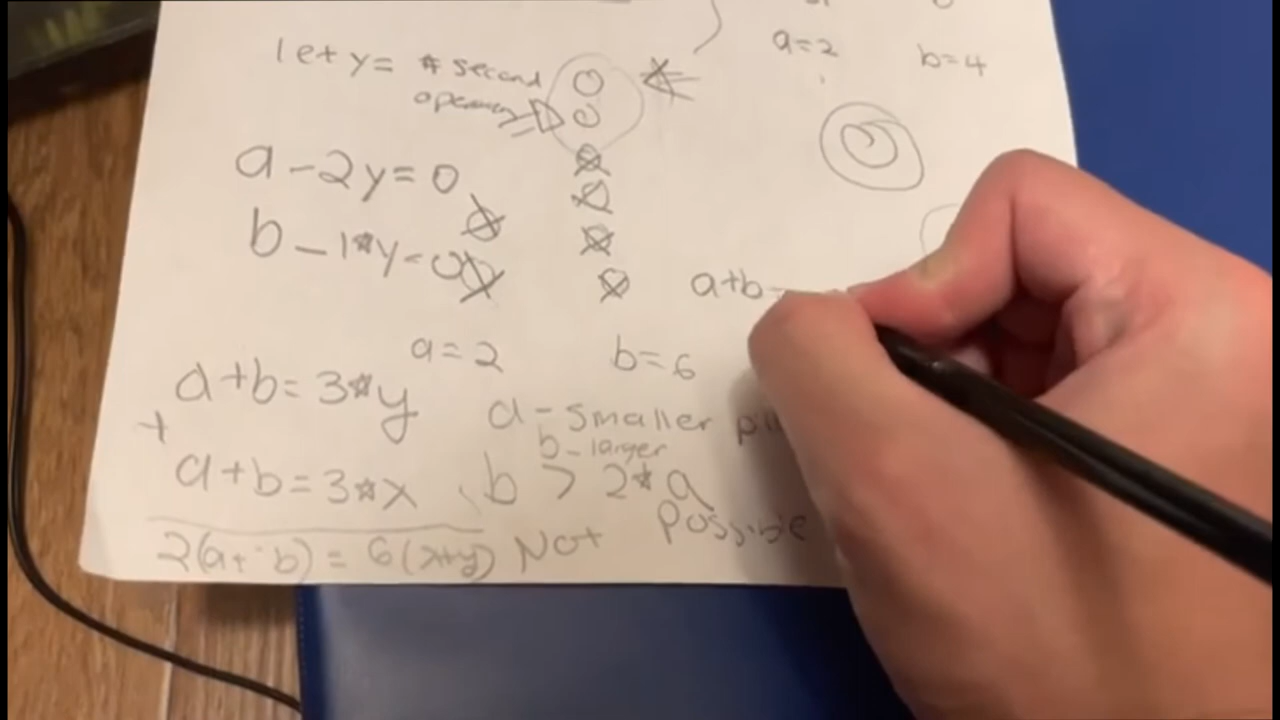 a=2 b=4
let y= # second
opening
a-2y=0
b-1*y=0
a+b=
a=2 b=6
a+b=3*y
a-smaller
b-larger
+
a+b=3*x
b > 2*a
Not Possible
2(a+b) = 6(x+y)